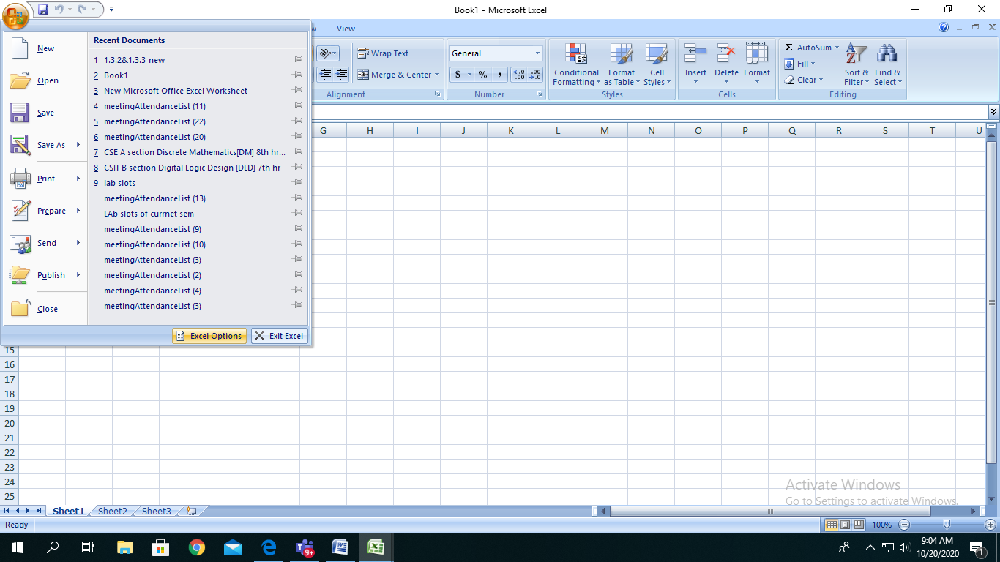 Book1 - Microsoft Excel
w View
New
Open
Save
Save As
Print
Prepare
Send
Publish
Close
Recent Documents
1 1.3.2&1.3.3-new
2 Book1
3 New Microsoft Office Excel Worksheet
4 meetingAttendanceList (11)
5 meetingAttendanceList (22)
6 meetingAttendanceList (20)
7 CSE A section Discrete Mathematics[DM] 8th hr...
8 CSIT B section Digital Logic Design [DLD] 7th hr
9 lab slots
meetingAttendanceList (13)
LAb slots of currnet sem
meetingAttendanceList (9)
meetingAttendanceList (10)
meetingAttendanceList (3)
meetingAttendanceList (2)
meetingAttendanceList (4)
meetingAttendanceList (3)
Excel Options Exit Excel
Wrap Text
Merge & Center
Alignment
General
$ % ,
Number
Conditional Formatting
Format as Table
Cell Styles
Styles
Insert Delete Format
Cells
Σ AutoSum
Fill
Clear
Sort & Filter
Find & Select
Editing
G H I J K L M N O P Q R S T U
15
16
17
18
19
20
21
22
23
24
25
Activate Windows
Go to Settings to activate Windows.
Sheet1 Sheet2 Sheet3
Ready
100%
9+
9:04 AM
10/20/2020
1